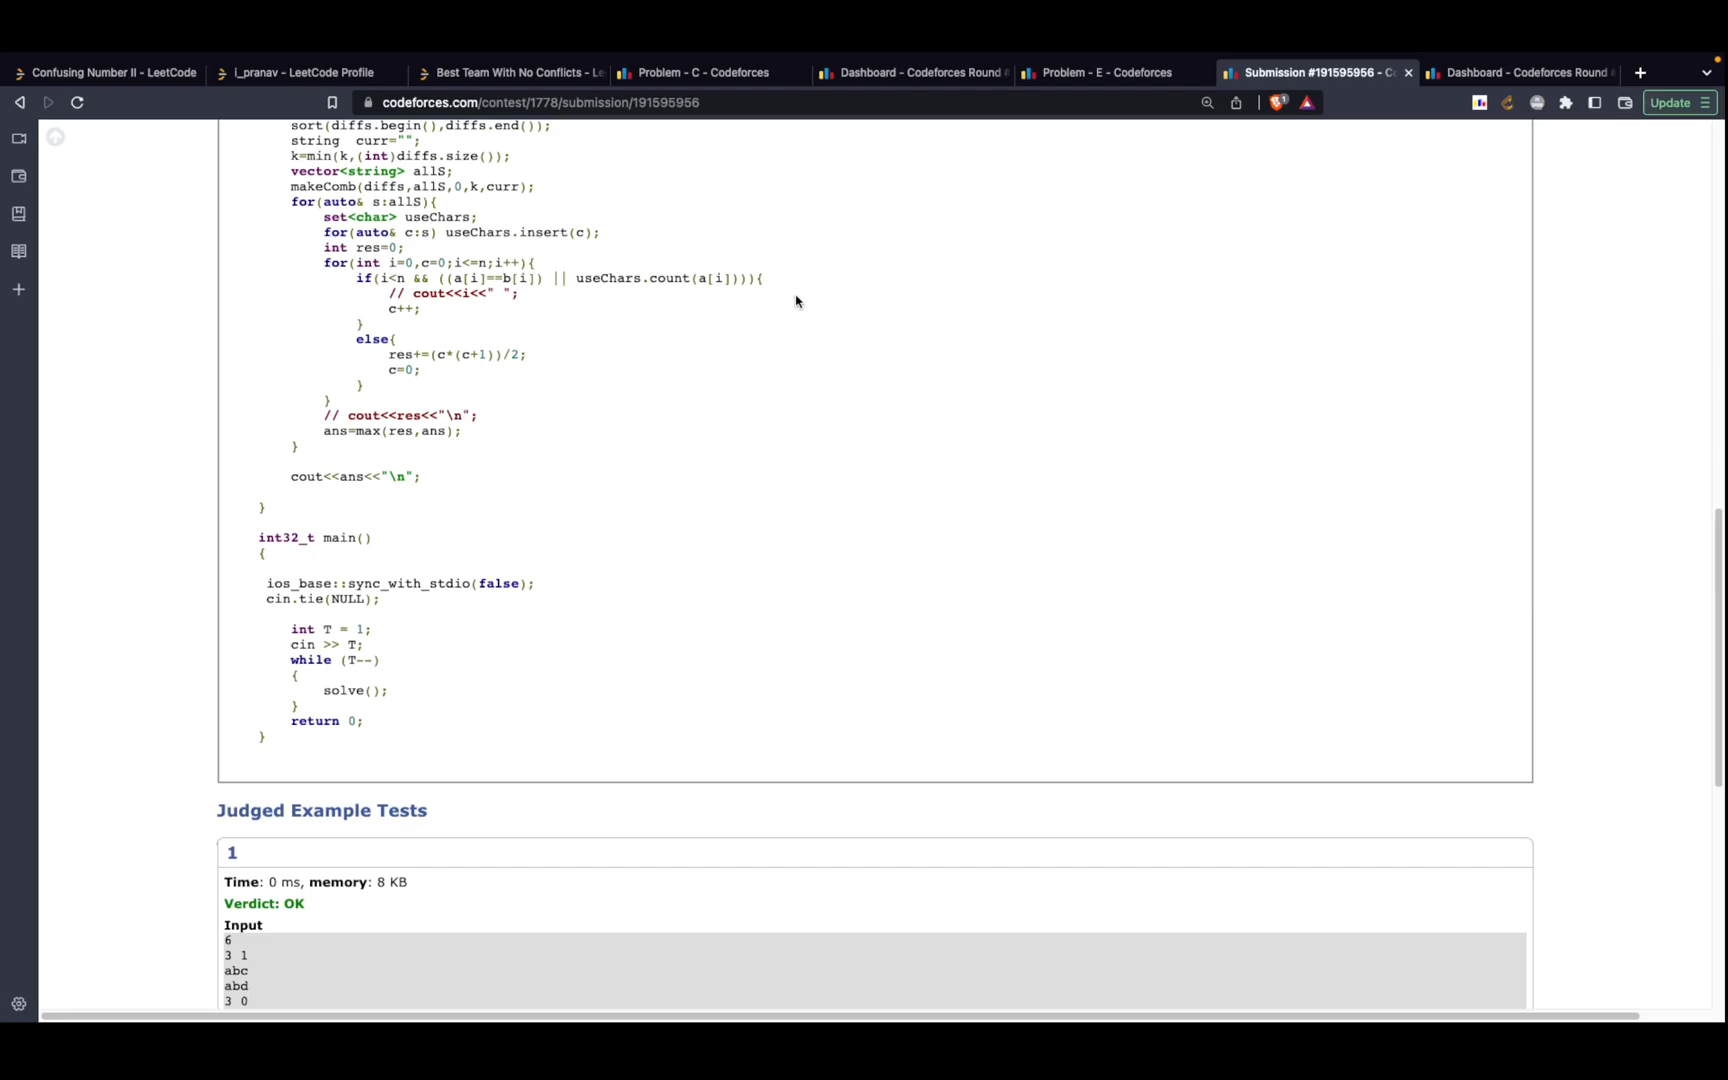 Confusing Number II - LeetCode
i_pranav - LeetCode Profile
Best Team With No Conflicts - Le
Problem - C - Codeforces
Dashboard - Codeforces Round
Problem - E - Codeforces
Submission #191595956 - Co
Dashboard - Codeforces Round
codeforces.com/contest/1778/submission/191595956
1
Update
sort(diffs.begin(),diffs.end());
string  curr="";
k=min(k,(int)diffs.size());
vector<string> allS;
makeComb(diffs,allS,0,k,curr);
for(auto& s:allS){
set<char> useChars;
for(auto& c:s) useChars.insert(c);
int res=0;
for(int i=0,c=0;i<=n;i++){
if(i<n && ((a[i]==b[i]) || useChars.count(a[i]))){
// cout<<i<<" ";
c++;
}
else{
res+=(c*(c+1))/2;
c=0;
}
}
// cout<<res<<"\n";
ans=max(res,ans);
}
cout<<ans<<"\n";
}
int32_t main()
{
ios_base::sync_with_stdio(false);
cin.tie(NULL);
int T = 1;
cin >> T;
while (T--)
{
solve();
}
return 0;
}
Judged Example Tests
1
Time: 0 ms, memory: 8 KB
Verdict: OK
Input
6
3 1
abc
abd
3 0